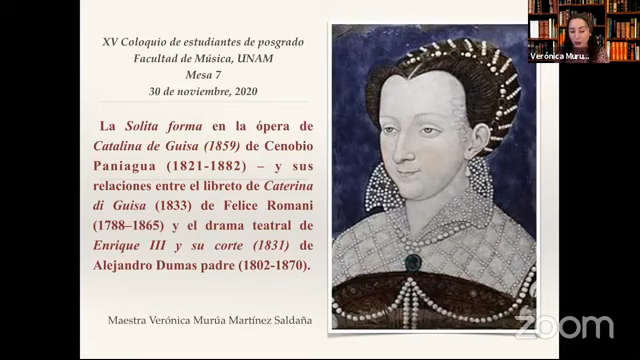 XV Coloquio de estudiantes de posgrado
Facultad de Música, UNAM
Mesa 7
30 de noviembre, 2020
La Solita forma en la ópera de
Catalina de Guisa (1859) de Cenobio
Paniagua (1821-1882) – y sus
relaciones entre el libreto de Caterina
di Guisa (1833) de Felice Romani
(1788–1865) y el drama teatral de
Enrique III y su corte (1831) de
Alejandro Dumas padre (1802-1870).
Maestra Verónica Murúa Martínez Saldaña
Verónica Muru...
zoom